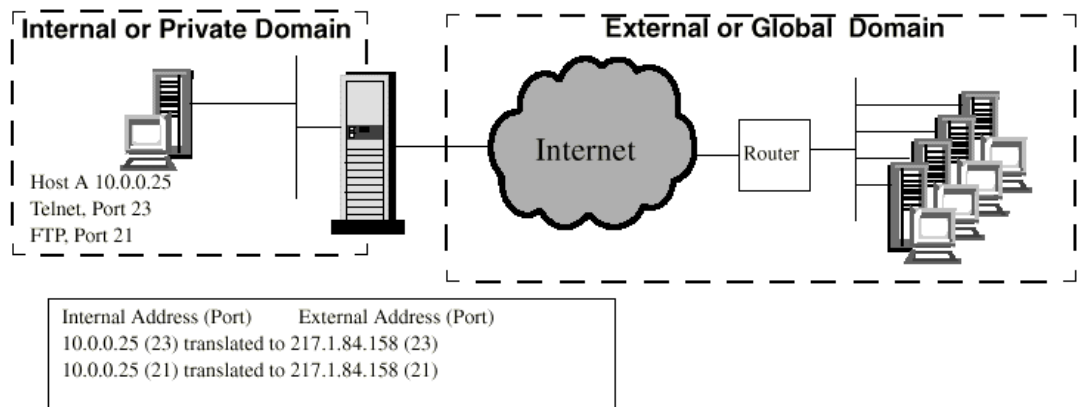 Internal or Private Domain
External or Global Domain
Internet
Router
Host A 10.0.0.25
Telnet, Port 23
FTP, Port 21
Internal Address (Port) External Address (Port)
10.0.0.25 (23) translated to 217.1.84.158 (23)
10.0.0.25 (21) translated to 217.1.84.158 (21)